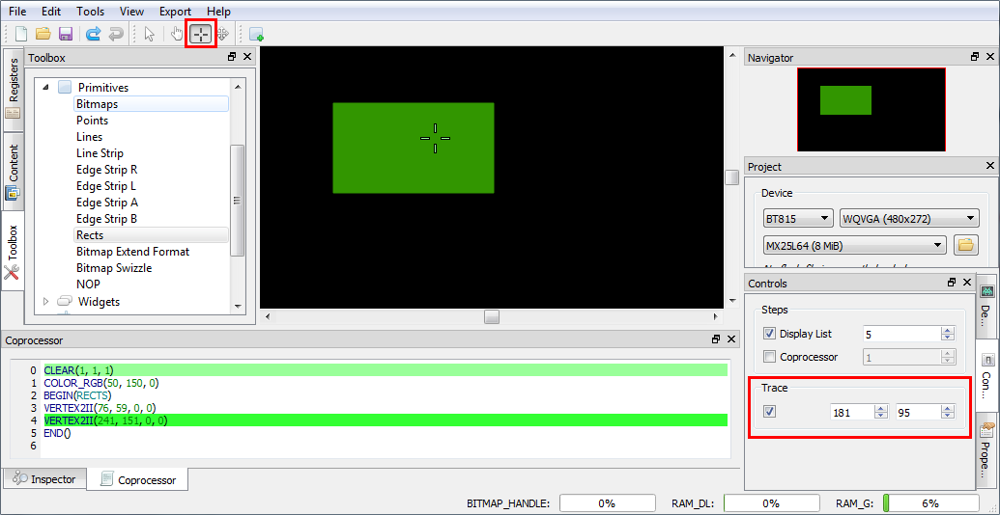 File Edit Tools View Export Help
Registers
Content
Toolbox
Toolbox
Primitives
Bitmaps
Points
Lines
Line Strip
Edge Strip R
Edge Strip L
Edge Strip A
Edge Strip B
Rects
Bitmap Extend Format
Bitmap Swizzle
NOP
Widgets
Navigator
Project
Device
BT815 WQVGA (480x272)
MX25L64 (8 MiB)
Controls
Steps
Display List 5
Coprocessor 1
Trace
181 95
De...
Con...
Prope...
Coprocessor
0 CLEAR(1, 1, 1)
1 COLOR_RGB(50, 150, 0)
2 BEGIN(RECTS)
3 VERTEX2II(76, 59, 0, 0)
4 VERTEX2II(241, 151, 0, 0)
5 END()
6
Inspector Coprocessor
BITMAP_HANDLE: 0% RAM_DL: 0% RAM_G: 6%